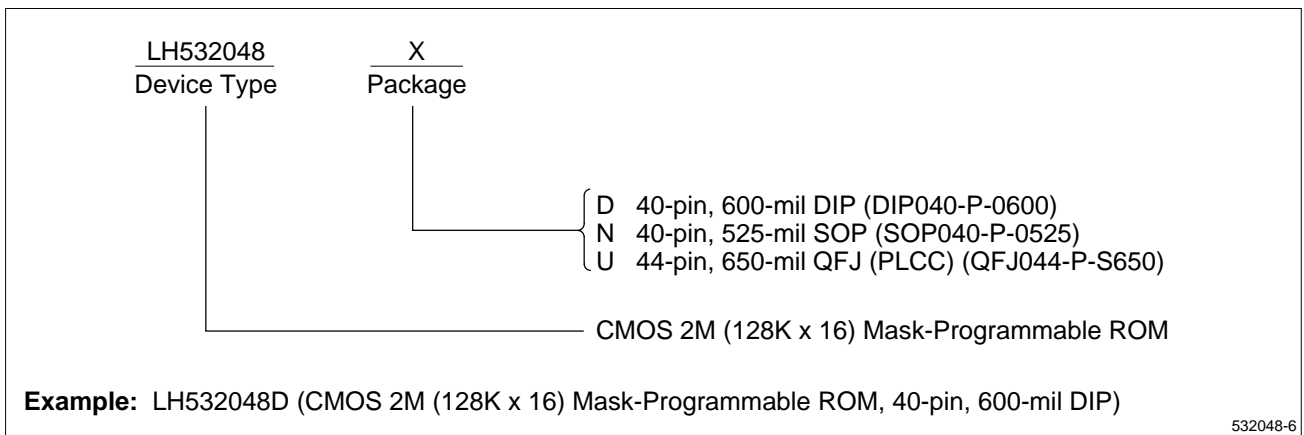 LH532048 X
Device Type Package
D 40-pin, 600-mil DIP (DIP040-P-0600)
N 40-pin, 525-mil SOP (SOP040-P-0525)
U 44-pin, 650-mil QFJ (PLCC) (QFJ044-P-S650)
CMOS 2M (128K x 16) Mask-Programmable ROM
Example: LH532048D (CMOS 2M (128K x 16) Mask-Programmable ROM, 40-pin, 600-mil DIP)
532048-6